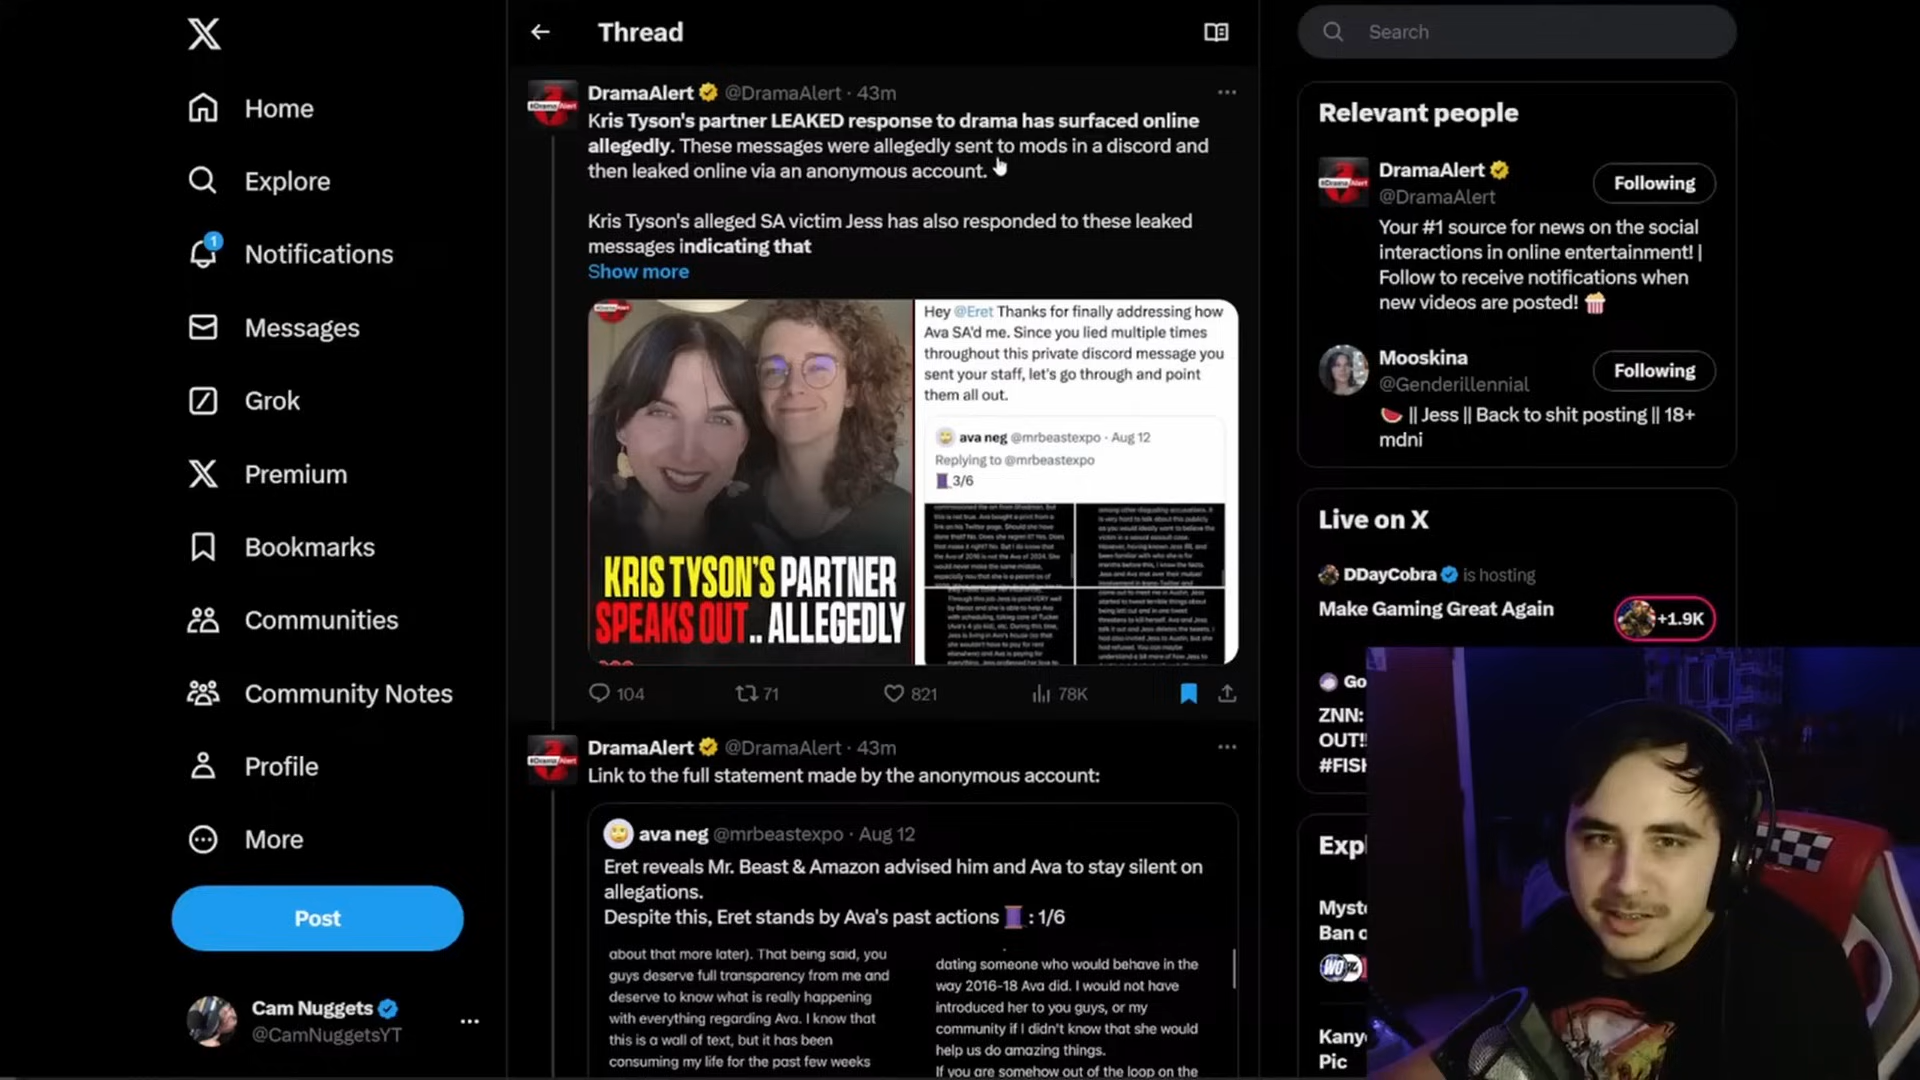 Home
Explore
1
Notifications
Messages
Grok
Premium
Bookmarks
Communities
Community Notes
Profile
More
Post
Cam Nuggets
@CamNuggetsYT
Thread
DramaAlert @DramaAlert · 43m
Kris Tyson's partner LEAKED response to drama has surfaced online
allegedly. These messages were allegedly sent to mods in a discord and
then leaked online via an anonymous account.
Kris Tyson's alleged SA victim Jess has also responded to these leaked
messages indicating that
Show more
#DramaAlert
KRIS TYSON'S PARTNER
SPEAKS OUT.. ALLEGEDLY
Hey @Eret Thanks for finally addressing how
Ava SA'd me. Since you lied multiple times
throughout this private discord message you
sent your staff, let's go through and point
them all out.
ava neg @mrbeastexpo · Aug 12
Replying to @mrbeastexpo
🧵3/6
104
71
821
78K
DramaAlert @DramaAlert · 43m
Link to the full statement made by the anonymous account:
ava neg @mrbeastexpo · Aug 12
Eret reveals Mr. Beast & Amazon advised him and Ava to stay silent on
allegations.
Despite this, Eret stands by Ava's past actions 🧵: 1/6
about that more later). That being said, you
guys deserve full transparency from me and
deserve to know what is really happening
with everything regarding Ava. I know that
this is a wall of text, but it has been
consuming my life for the past few weeks
dating someone who would behave in the
way 2016-18 Ava did. I would not have
introduced her to you guys, or my
community if I didn't know that she would
help us do amazing things.
If you are somehow out of the loop on the
Search
Relevant people
DramaAlert
@DramaAlert
Following
Your #1 source for news on the social
interactions in online entertainment! |
Follow to receive notifications when
new videos are posted! 🍿
Mooskina
@Genderillennial
Following
🍉 || Jess || Back to shit posting || 18+
mdni
Live on X
DDayCobra is hosting
Make Gaming Great Again
+1.9K
Go
ZNN:
OUT!!
#FISH
Expl
Myste
Ban o
Kany
Pic